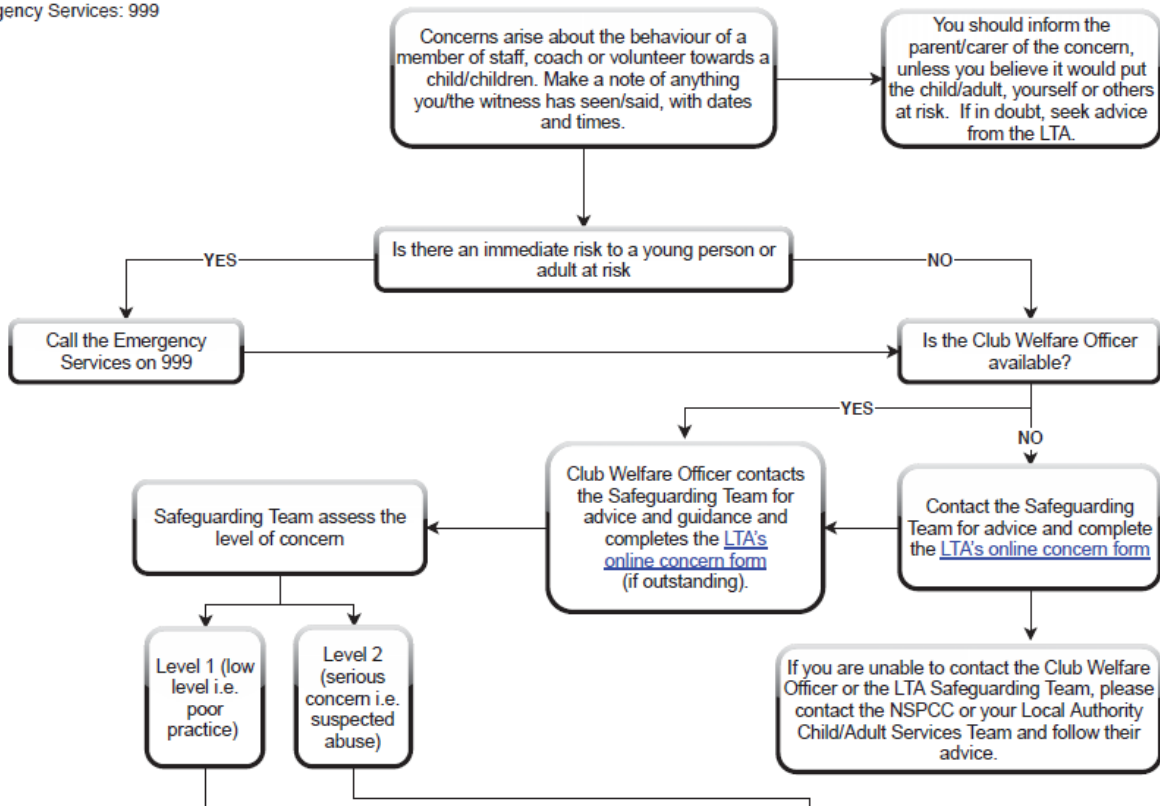 gency Services: 999
Concerns arise about the behaviour of a
member of staff, coach or volunteer towards a
child/children. Make a note of anything
you/the witness has seen/said, with dates
and times.
You should inform the
parent/carer of the concern,
unless you believe it would put
the child/adult, yourself or others
at risk. If in doubt, seek advice
from the LTA.
Is there an immediate risk to a young person or
adult at risk
YES
NO
Call the Emergency
Services on 999
Is the Club Welfare Officer
available?
YES
NO
Club Welfare Officer contacts
the Safeguarding Team for
advice and guidance and
completes the LTA's
online concern form
(if outstanding).
Contact the Safeguarding
Team for advice and complete
the LTA's online concern form
Safeguarding Team assess the
level of concern
Level 1 (low
level i.e.
poor
practice)
Level 2
(serious
concern i.e.
suspected
abuse)
If you are unable to contact the Club Welfare
Officer or the LTA Safeguarding Team, please
contact the NSPCC or your Local Authority
Child/Adult Services Team and follow their
advice.